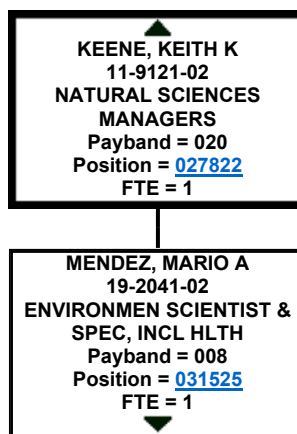 KEENE, KEITH K
11-9121-02
NATURAL SCIENCES
MANAGERS
Payband = 020
Position = 027822
FTE = 1
MENDEZ, MARIO A
19-2041-02
ENVIRONMEN SCIENTIST &
SPEC, INCL HLTH
Payband = 008
Position = 031525
FTE = 1